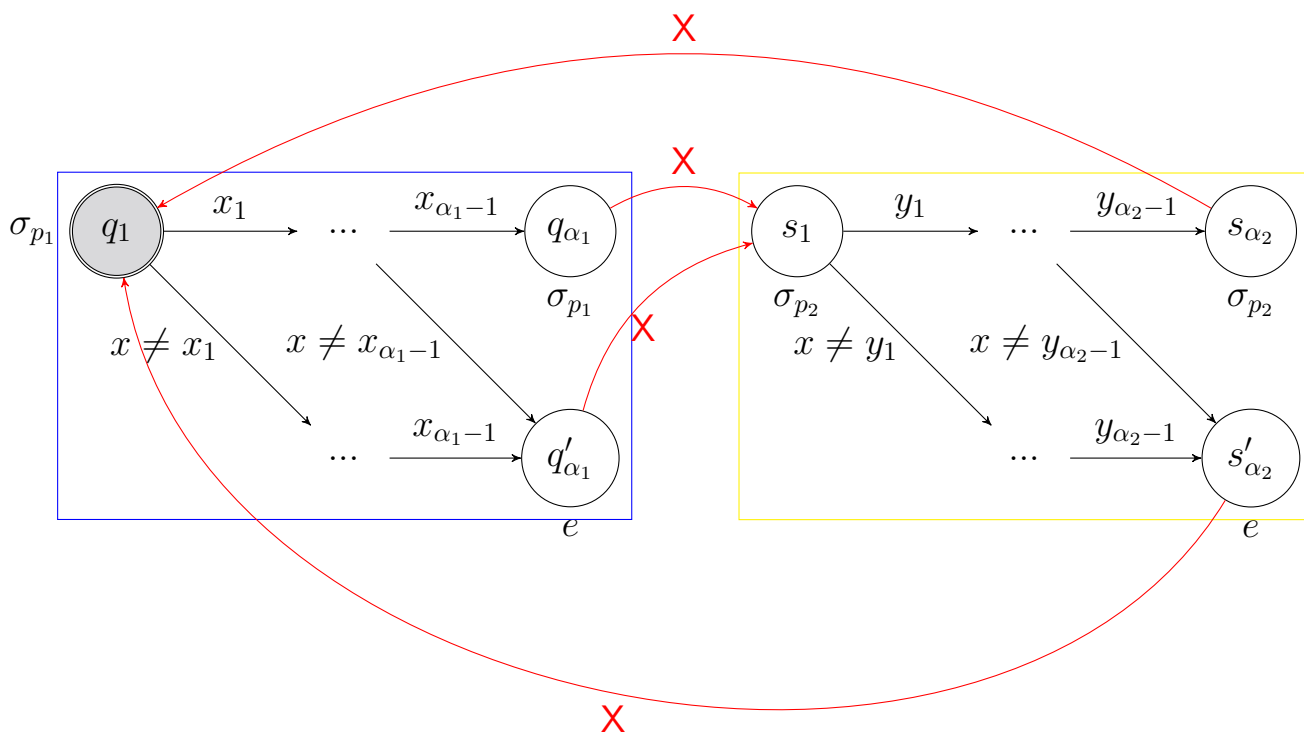 X
X
x_1 x_{α_1−1} y_1 y_{α_2−1}
σ_{p_1} q_1 ... q_{α_1} s_1 ... s_{α_2}
σ_{p_1} σ_{p_2} σ_{p_2}
X
x ≠ x_1 x ≠ x_{α_1−1} x ≠ y_1 x ≠ y_{α_2−1}
x_{α_1−1} y_{α_2−1}
... q'_{α_1} ... s'_{α_2}
e e
X